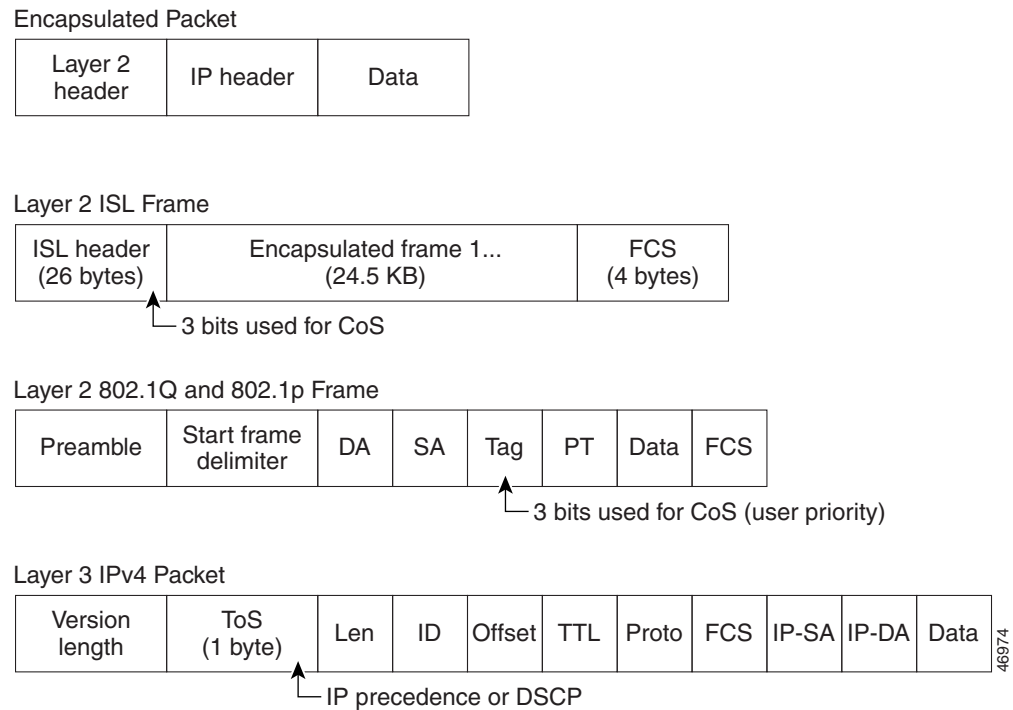 Encapsulated Packet
Layer 2
header
IP header
Data
Layer 2 ISL Frame
ISL header
(26 bytes)
Encapsulated frame 1...
(24.5 KB)
FCS
(4 bytes)
3 bits used for CoS
Layer 2 802.1Q and 802.1p Frame
Preamble
Start frame
delimiter
DA
SA
Tag
PT
Data
FCS
3 bits used for CoS (user priority)
Layer 3 IPv4 Packet
Version
length
ToS
(1 byte)
Len
ID
Offset
TTL
Proto
FCS
IP-SA
IP-DA
Data
46974
IP precedence or DSCP